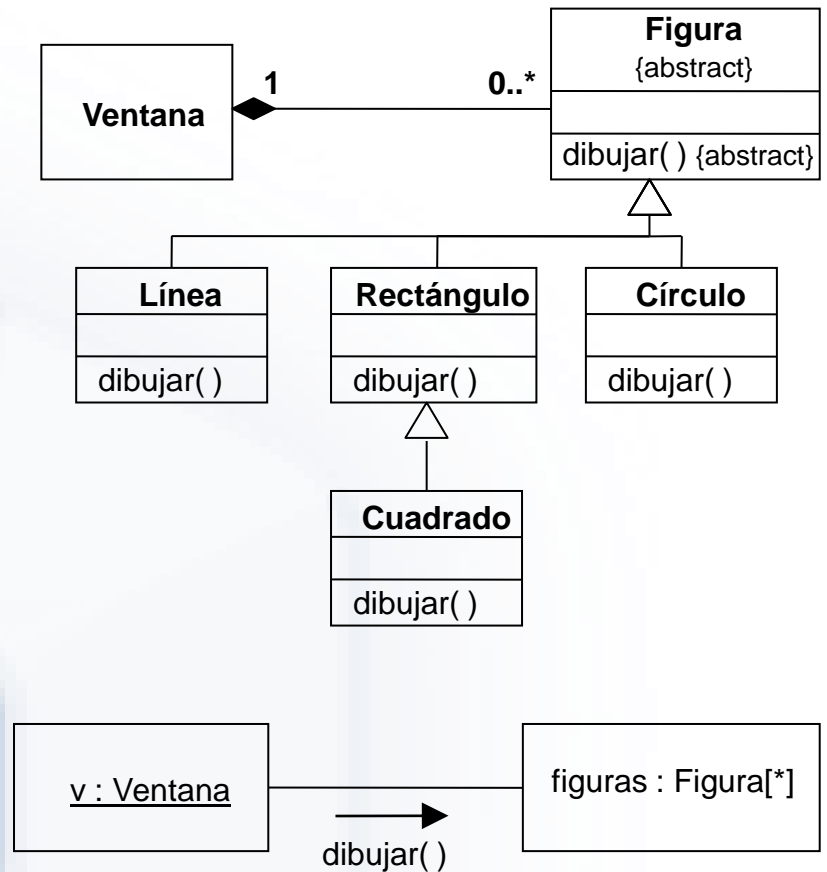 Figura
{abstract}
Ventana
1
0..*
dibujar( ) {abstract}
Línea
Rectángulo
Círculo
dibujar( )
dibujar( )
dibujar( )
Cuadrado
dibujar( )
v : Ventana
figuras : Figura[*]
dibujar( )